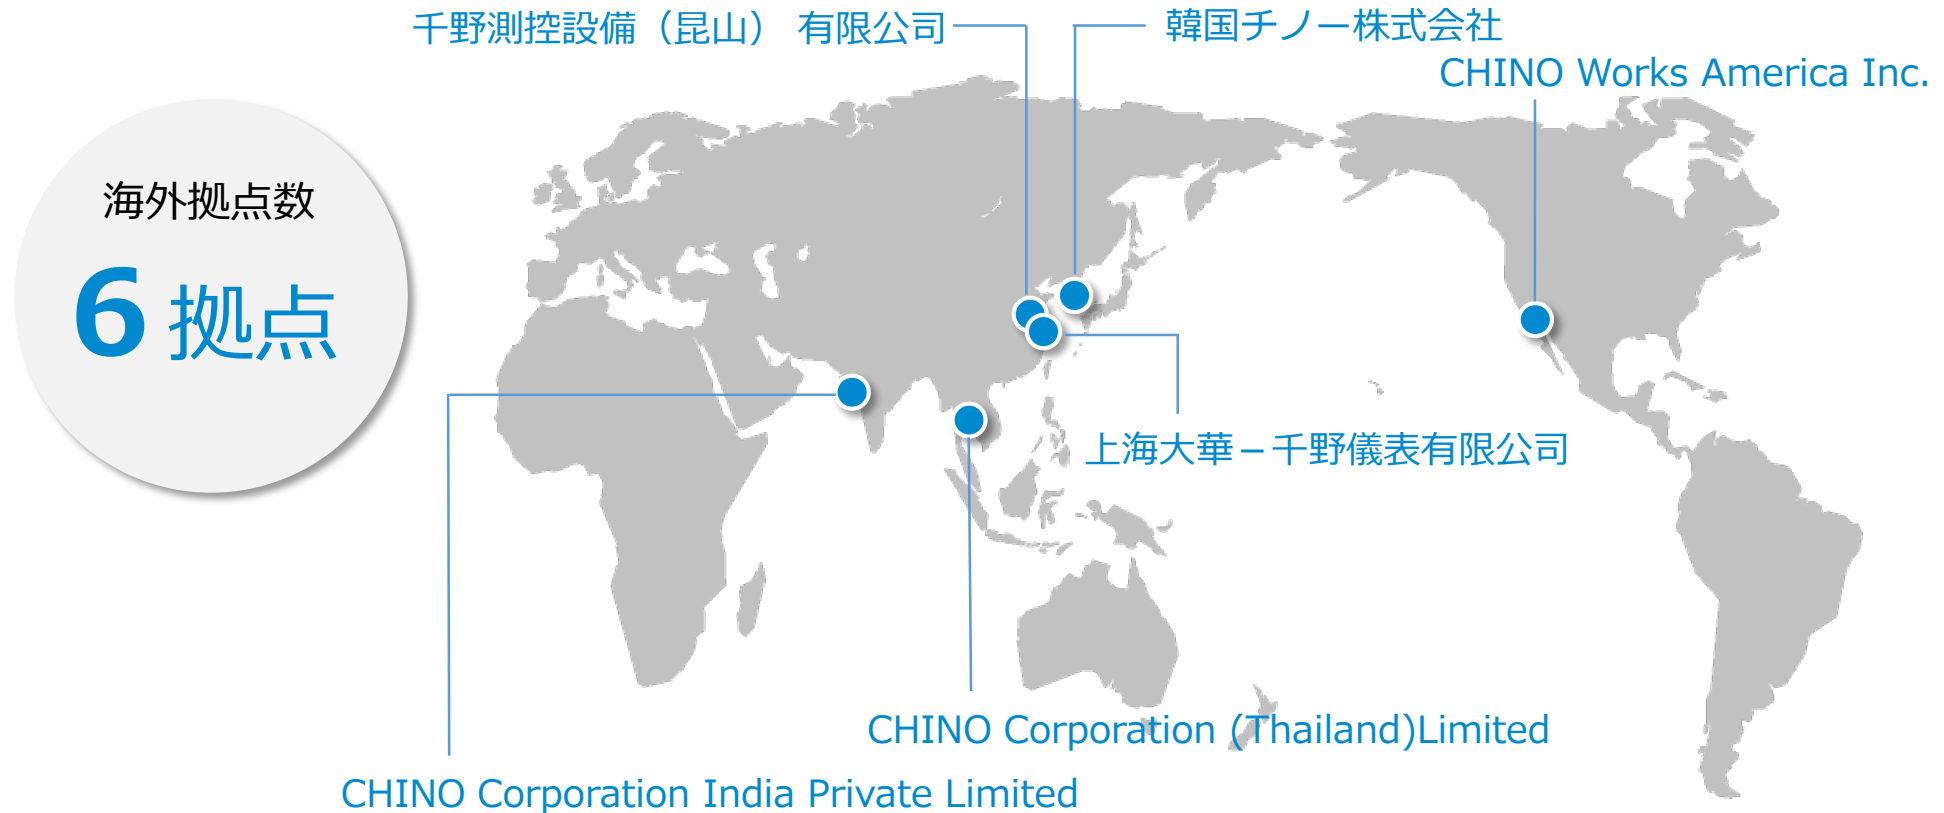 千野測控設備（昆山） 有限公司
韓国チノー株式会社
CHINO Works America Inc.
海外拠点数
6 拠点
上海大華－千野儀表有限公司
CHINO Corporation (Thailand)Limited
CHINO Corporation India Private Limited